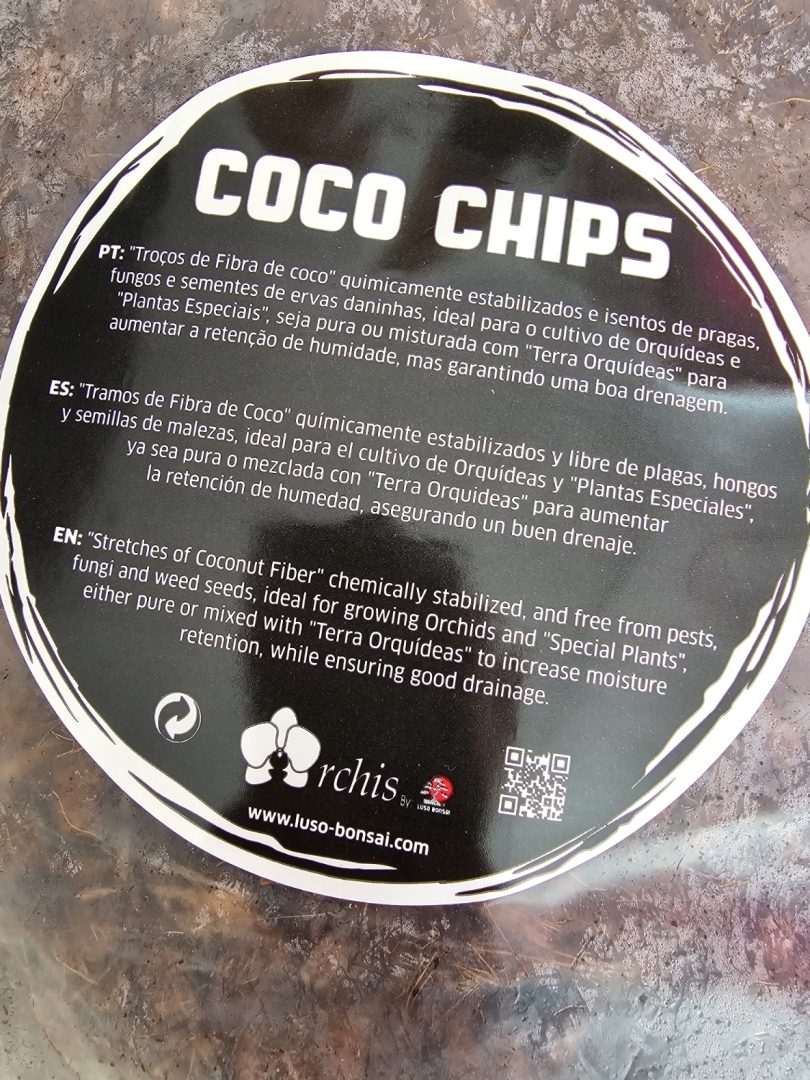 COCO CHIPS
PT: "Troços de Fibra de coco" quimicamente estabilizados e isentos de pragas,
fungos e sementes de ervas daninhas, ideal para o cultivo de Orquídeas e
"Plantas Especiais", seja pura ou misturada com "Terra Orquídeas" para
aumentar a retenção de humidade, mas garantindo uma boa drenagem.
ES: "Tramos de Fibra de Coco" químicamente estabilizados y libre de plagas, hongos
y semillas de malezas, ideal para el cultivo de Orquídeas y "Plantas Especiales",
ya sea pura o mezclada con "Terra Orquideas" para aumentar
la retención de humedad, asegurando un buen drenaje.
EN: "Stretches of Coconut Fiber" chemically stabilized, and free from pests,
fungi and weed seeds, ideal for growing Orchids and "Special Plants",
either pure or mixed with "Terra Orquídeas" to increase moisture
retention, while ensuring good drainage.
Orchis By: LUSO BONSAI
www.luso-bonsai.com